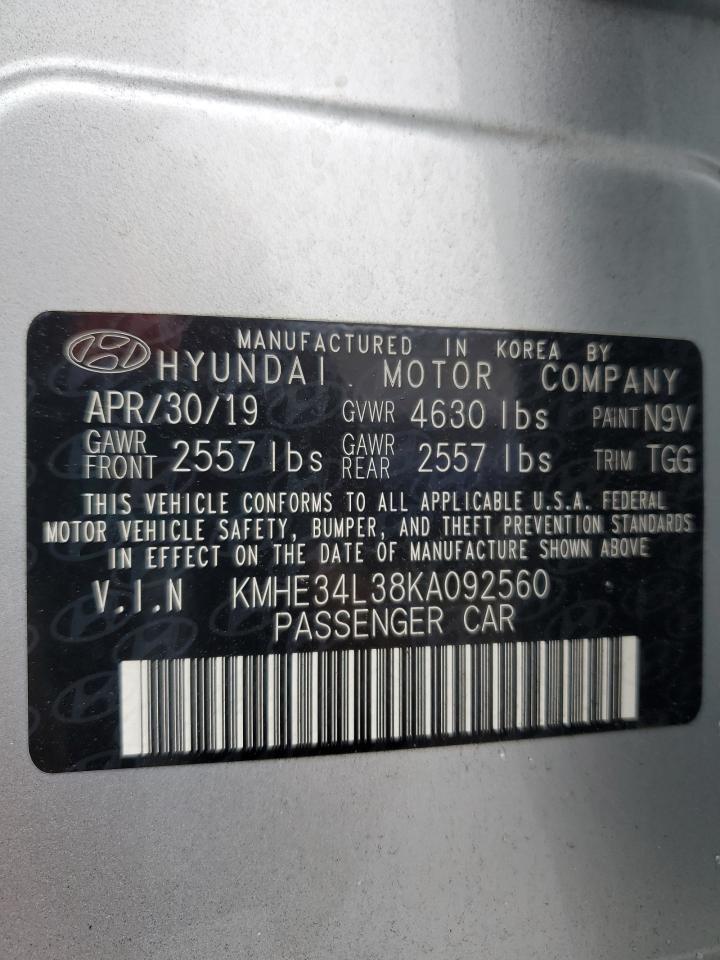 MANUFACTURED IN KOREA BY
HYUNDAI MOTOR COMPANY
APR/30/19 GVWR 4630 lbs PAINT N9V
GAWR FRONT 2557 lbs GAWR REAR 2557 lbs TRIM TGG
THIS VEHICLE CONFORMS TO ALL APPLICABLE U.S.A. FEDERAL
MOTOR VEHICLE SAFETY, BUMPER, AND THEFT PREVENTION STANDARDS
IN EFFECT ON THE DATE OF MANUFACTURE SHOWN ABOVE
V.I.N KMHE34L38KA092560
PASSENGER CAR